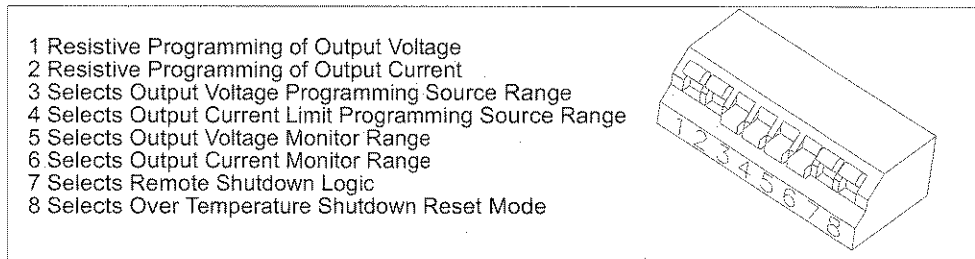 1 Resistive Programming of Output Voltage
2 Resistive Programming of Output Current
3 Selects Output Voltage Programming Source Range
4 Selects Output Current Limit Programming Source Range
5 Selects Output Voltage Monitor Range
6 Selects Output Current Monitor Range
7 Selects Remote Shutdown Logic
8 Selects Over Temperature Shutdown Reset Mode
1 2 3 4 5 6 7 8